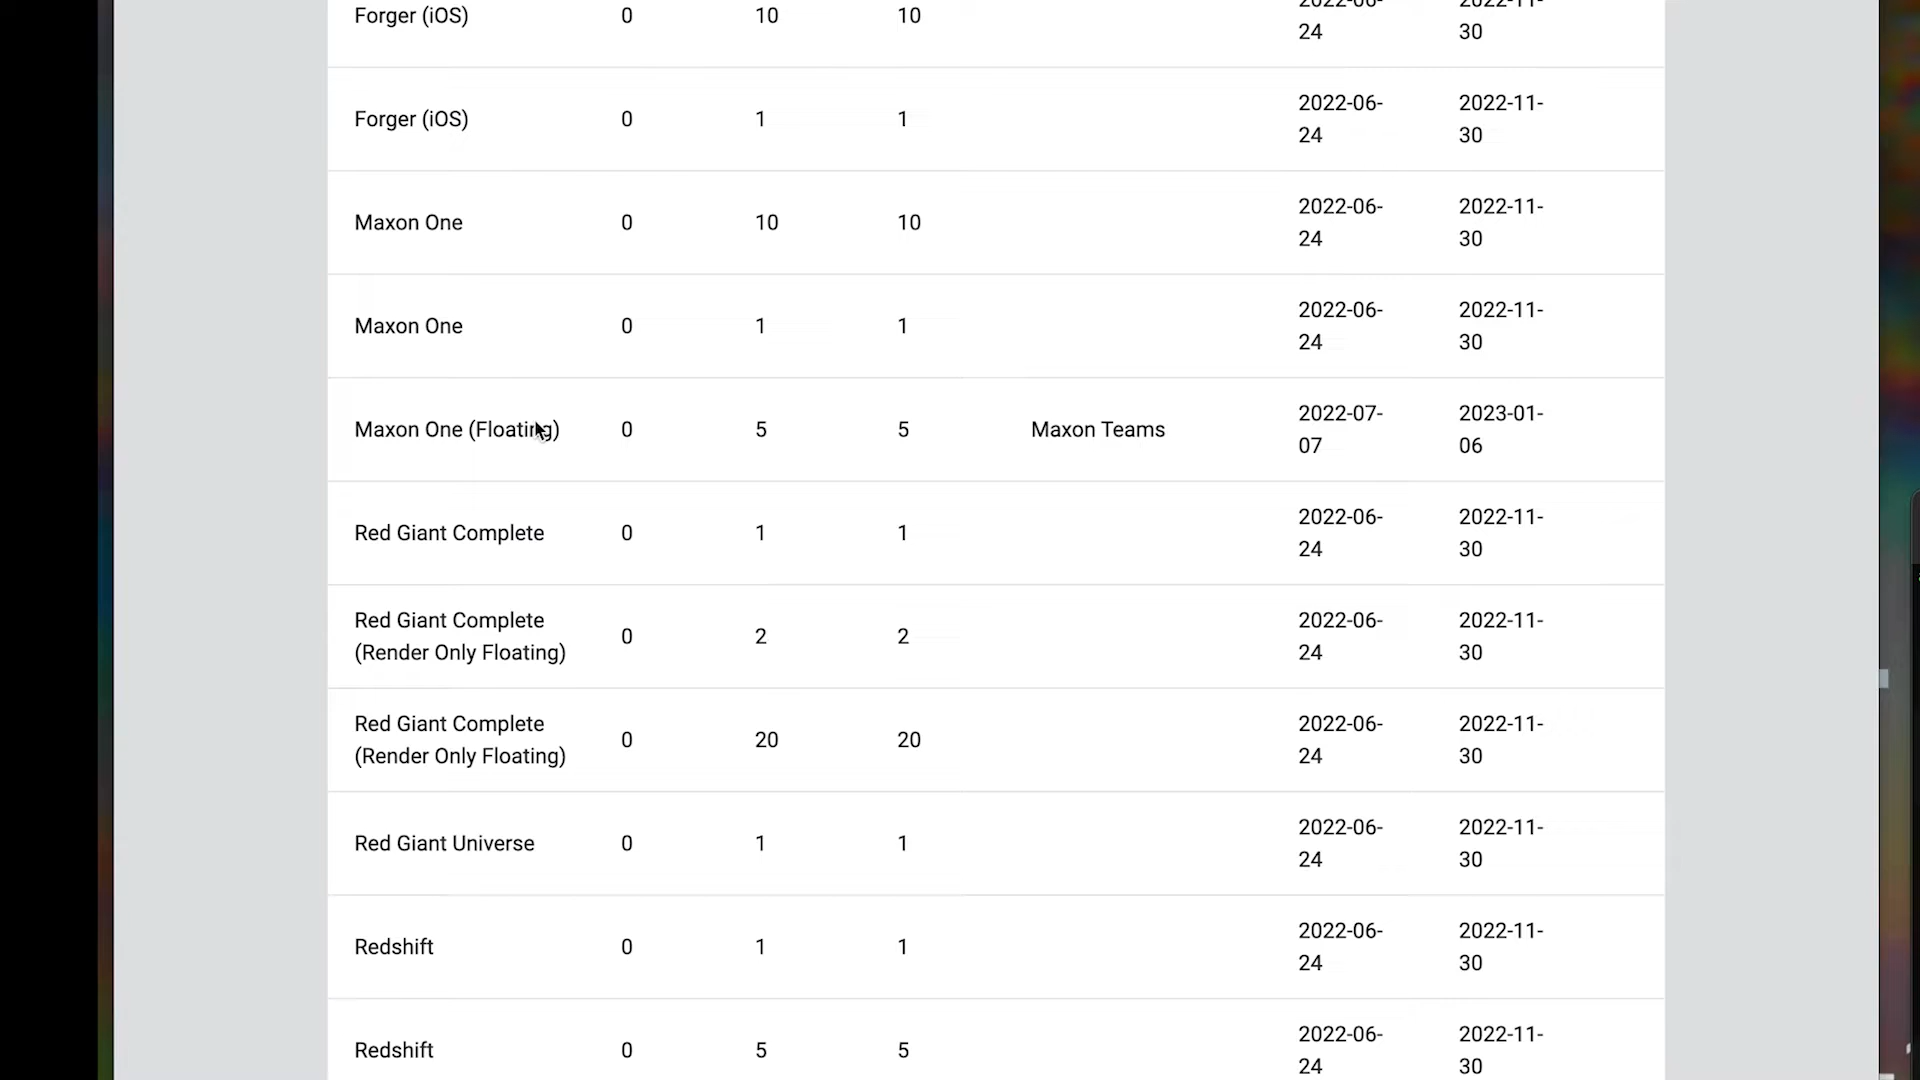 Forger (iOS) 0 10 10 2022-06-24 2022-11-30
Forger (iOS) 0 1 1 2022-06-24 2022-11-30
Maxon One 0 10 10 2022-06-24 2022-11-30
Maxon One 0 1 1 2022-06-24 2022-11-30
Maxon One (Floating) 0 5 5 Maxon Teams 2022-07-07 2023-01-06
Red Giant Complete 0 1 1 2022-06-24 2022-11-30
Red Giant Complete (Render Only Floating) 0 2 2 2022-06-24 2022-11-30
Red Giant Complete (Render Only Floating) 0 20 20 2022-06-24 2022-11-30
Red Giant Universe 0 1 1 2022-06-24 2022-11-30
Redshift 0 1 1 2022-06-24 2022-11-30
Redshift 0 5 5 2022-06-24 2022-11-30